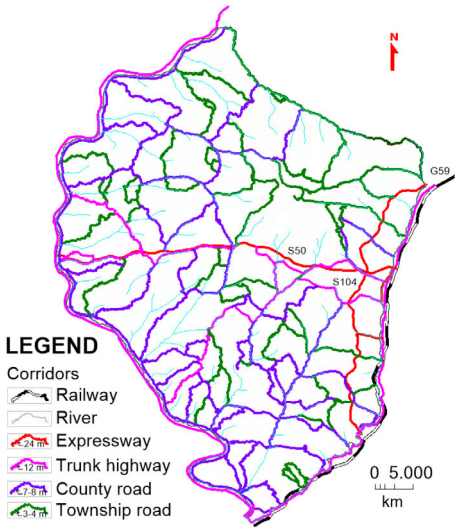 N
G59
S50
S104
LEGEND
Corridors
Railway
River
24 m Expressway
12 m Trunk highway
7-8 m County road
3-4 m Township road
0 5.000
km